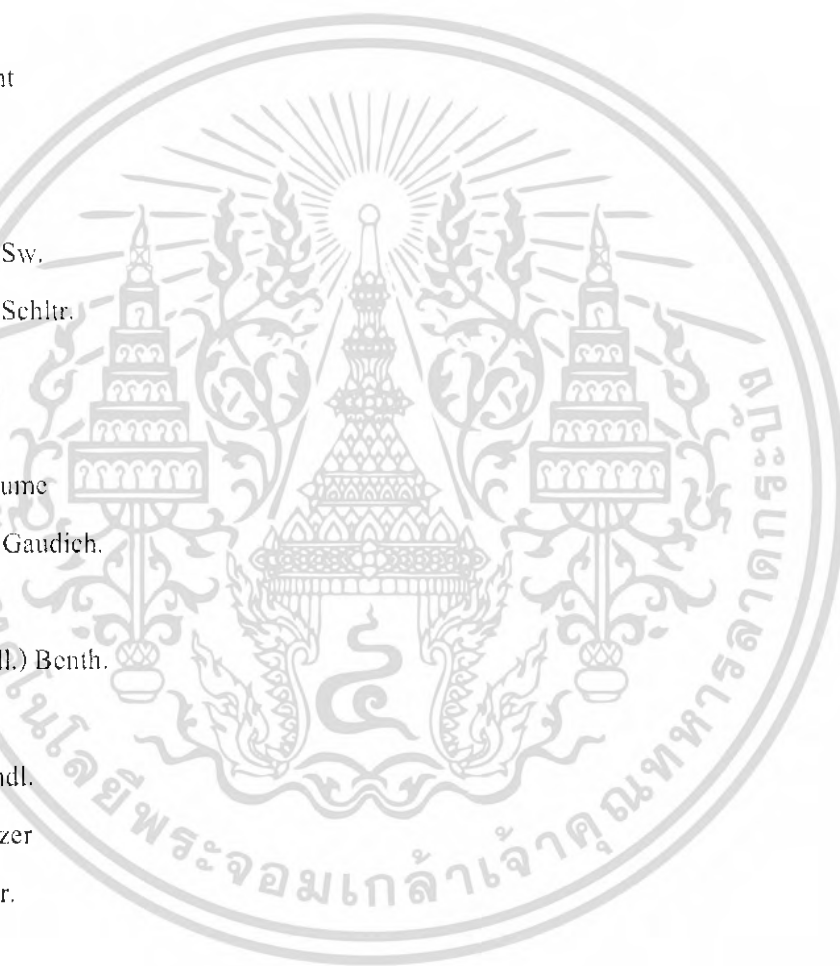 nt
Sw.
Schltr.
ume
Gaudich.
ll.) Benth.
ndl.
zer
r.
โนโลยีพระจอมเกล้าเจ้าคุณทหารลาดกระบัง
๔